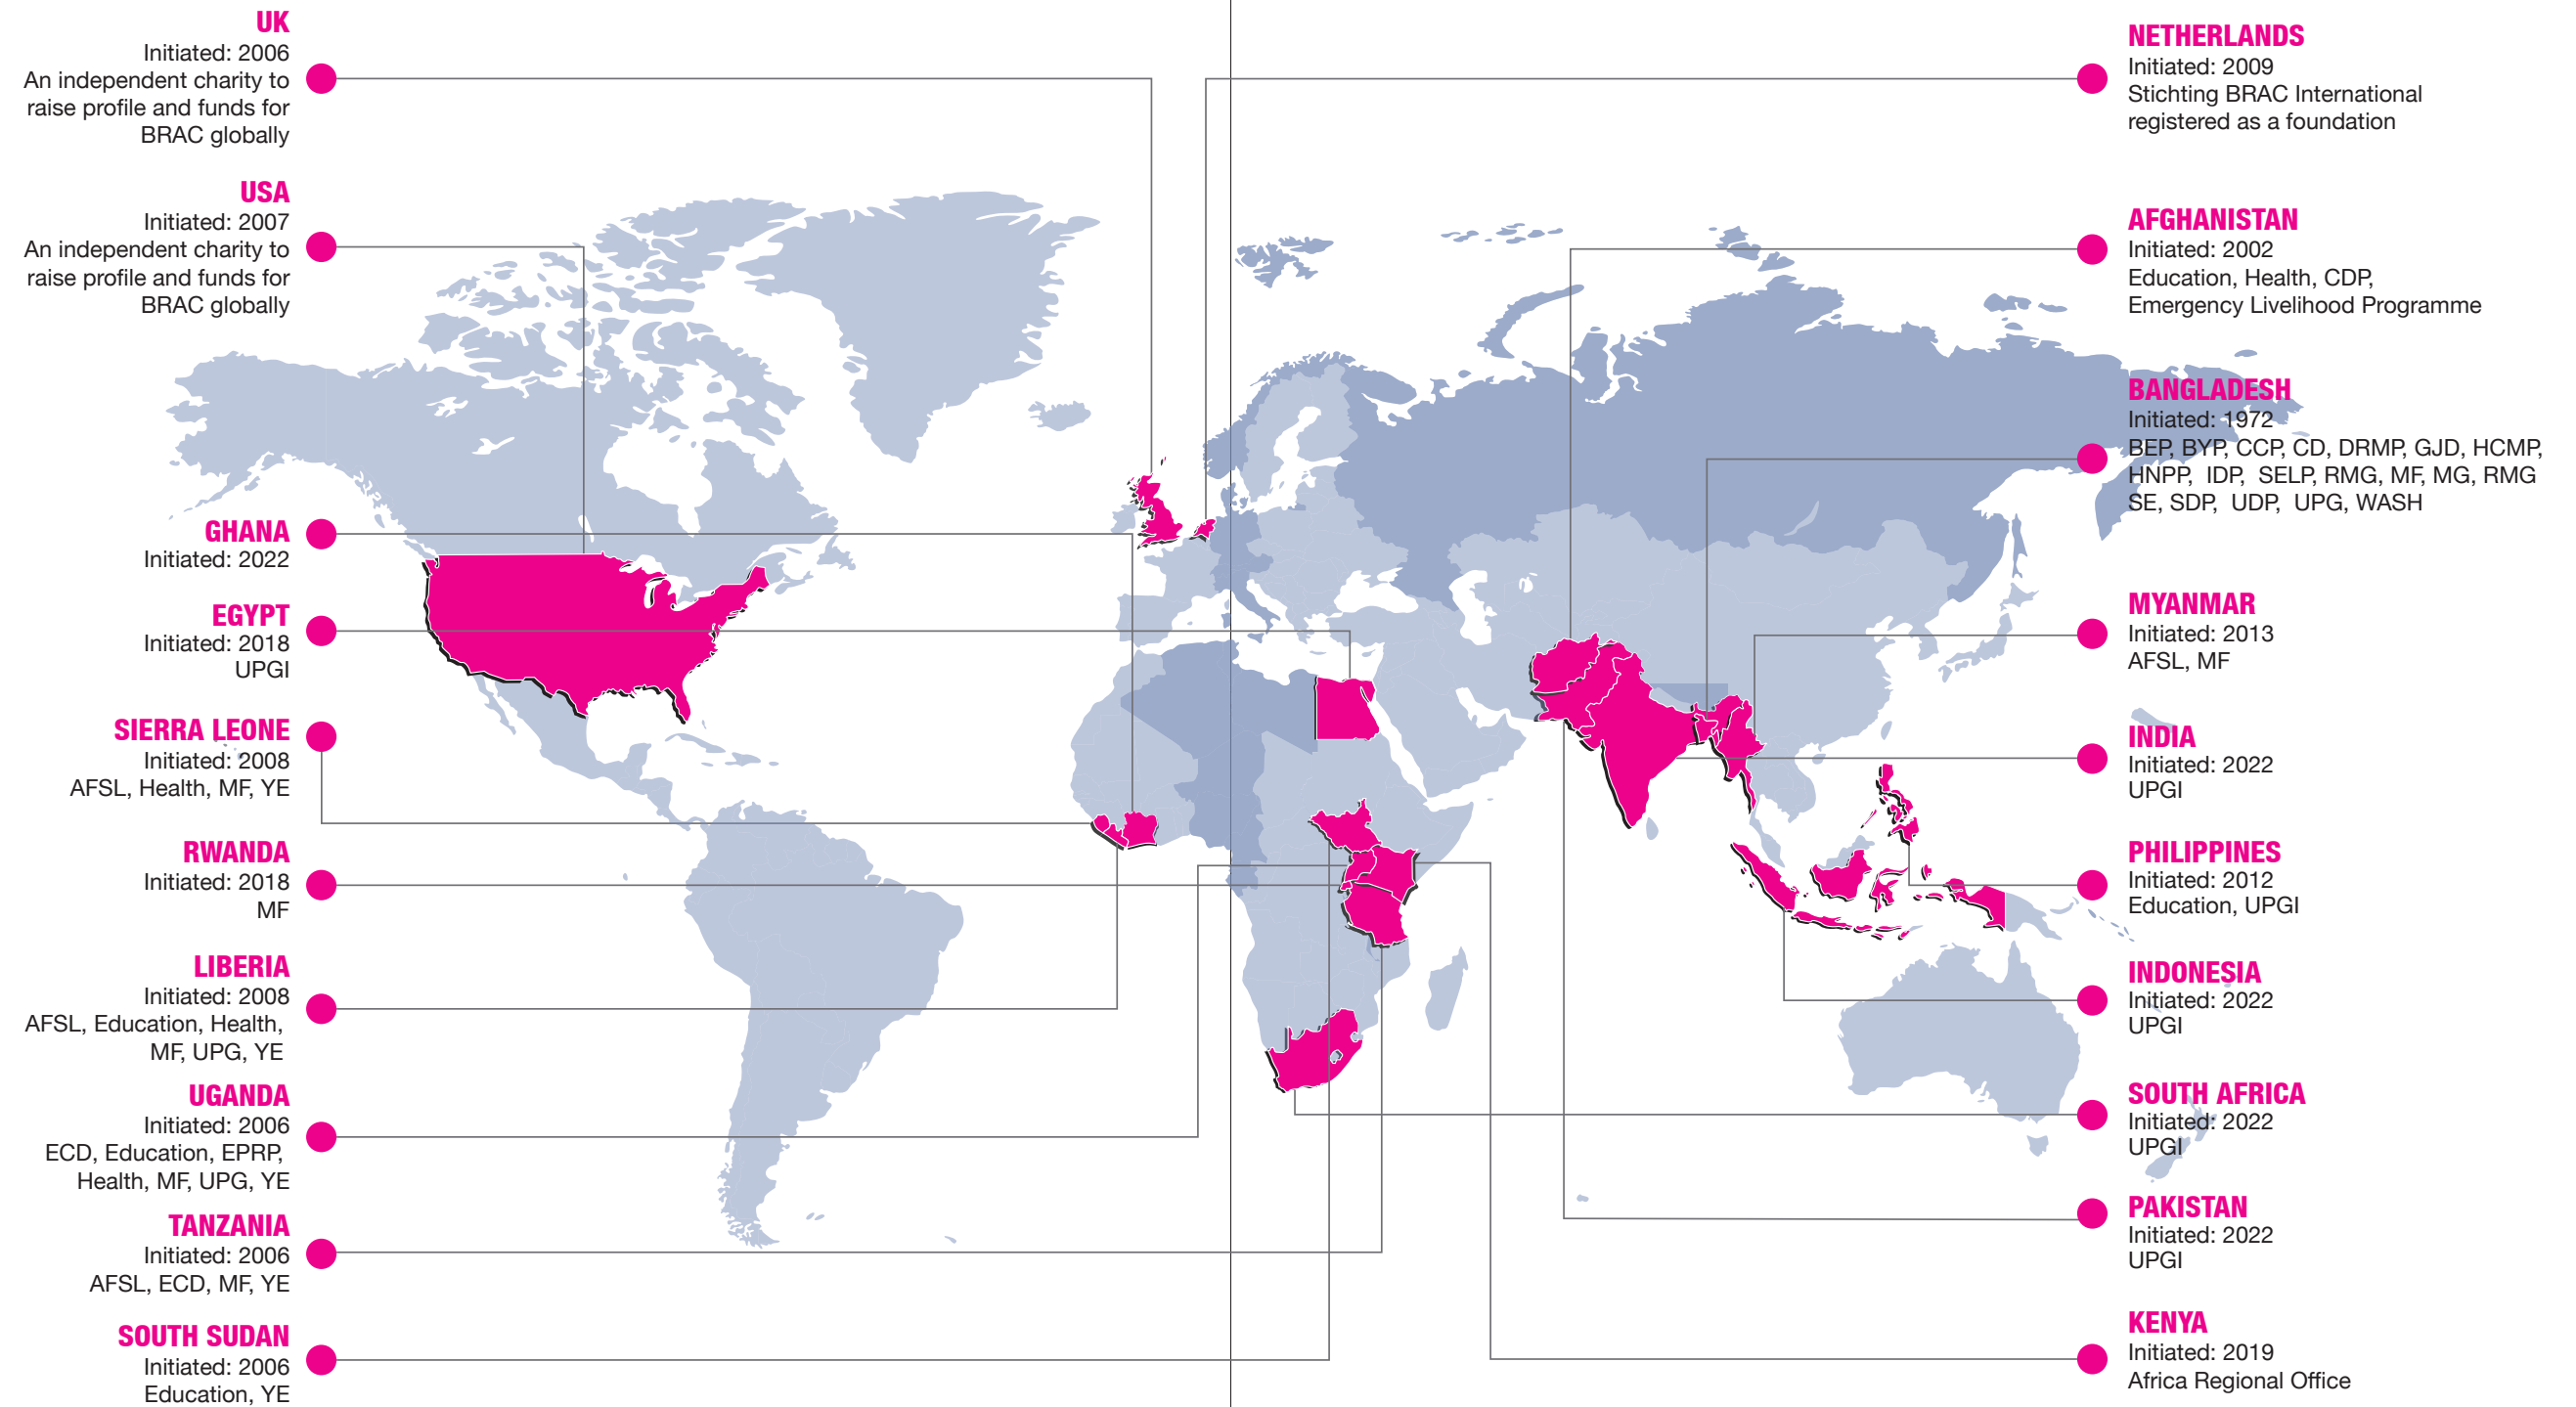 UK
Initiated: 2006
An independent charity to
raise profile and funds for
BRAC globally
USA
Initiated: 2007
An independent charity to
raise profile and funds for
BRAC globally
GHANA
Initiated: 2022
EGYPT
Initiated: 2018
UPGI
SIERRA LEONE
Initiated: 2008
AFSL, Health, MF, YE
RWANDA
Initiated: 2018
MF
LIBERIA
Initiated: 2008
AFSL, Education, Health,
MF, UPG, YE
UGANDA
Initiated: 2006
ECD, Education, EPRP,
Health, MF, UPG, YE
TANZANIA
Initiated: 2006
AFSL, ECD, MF, YE
SOUTH SUDAN
Initiated: 2006
Education, YE
NETHERLANDS
Initiated: 2009
Stichting BRAC International
registered as a foundation
AFGHANISTAN
Initiated: 2002
Education, Health, CDP,
Emergency Livelihood Programme
BANGLADESH
Initiated: 1972
BEP, BYP, CCP, CD, DRMP, GJD, HCMP,
HNPP, IDP, SELP, RMG, MF, MG, RMG
SE, SDP, UDP, UPG, WASH
MYANMAR
Initiated: 2013
AFSL, MF
INDIA
Initiated: 2022
UPGI
PHILIPPINES
Initiated: 2012
Education, UPGI
INDONESIA
Initiated: 2022
UPGI
SOUTH AFRICA
Initiated: 2022
UPGI
PAKISTAN
Initiated: 2022
UPGI
KENYA
Initiated: 2019
Africa Regional Office